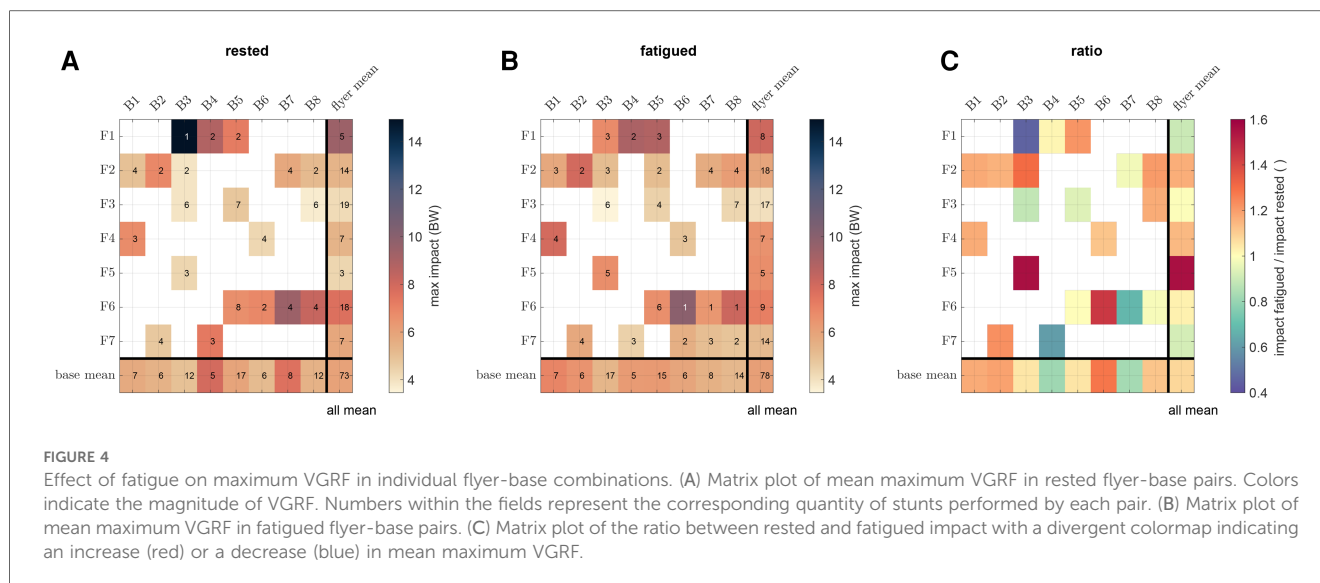 rested
A
B1 B2 B3 B4 B5 B6 B7 B8 flyer mean
F1 1 2 2 5
F2 4 2 2 4 2 14
F3 6 7 6 19
F4 3 4 7
F5 3 3
F6 8 2 4 4 18
F7 4 3 7
base mean 7 6 12 5 17 6 8 12 73
all mean
14
12
10
8
6
4
max impact (BW)
fatigued
B
B1 B2 B3 B4 B5 B6 B7 B8 flyer mean
F1 3 2 3 8
F2 3 2 3 2 4 4 18
F3 6 4 7 17
F4 4 3 7
F5 5 5
F6 6 1 1 1 9
F7 4 3 2 3 2 14
base mean 7 6 17 5 15 6 8 14 78
all mean
14
12
10
8
6
4
max impact (BW)
ratio
C
B1 B2 B3 B4 B5 B6 B7 B8 flyer mean
F1
F2
F3
F4
F5
F6
F7
base mean
all mean
1.6
1.4
1.2
1
0.8
0.6
0.4
impact fatigued / impact rested ( )
FIGURE 4
Effect of fatigue on maximum VGRF in individual flyer-base combinations. (A) Matrix plot of mean maximum VGRF in rested flyer-base pairs. Colors
indicate the magnitude of VGRF. Numbers within the fields represent the corresponding quantity of stunts performed by each pair. (B) Matrix plot of
mean maximum VGRF in fatigued flyer-base pairs. (C) Matrix plot of the ratio between rested and fatigued impact with a divergent colormap indicating
an increase (red) or a decrease (blue) in mean maximum VGRF.